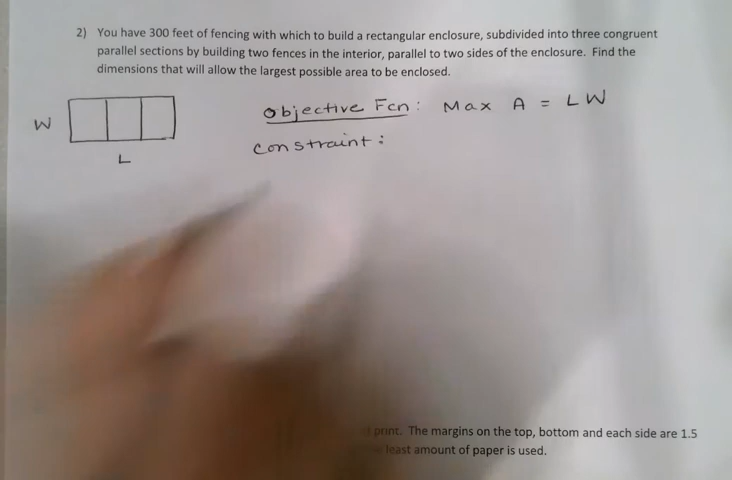 2) You have 300 feet of fencing with which to build a rectangular enclosure, subdivided into three congruent
parallel sections by building two fences in the interior, parallel to two sides of the enclosure. Find the
dimensions that will allow the largest possible area to be enclosed.
Objective Fcn: Max A = LW
W
constraint:
L
print. The margins on the top, bottom and each side are 1.5
least amount of paper is used.